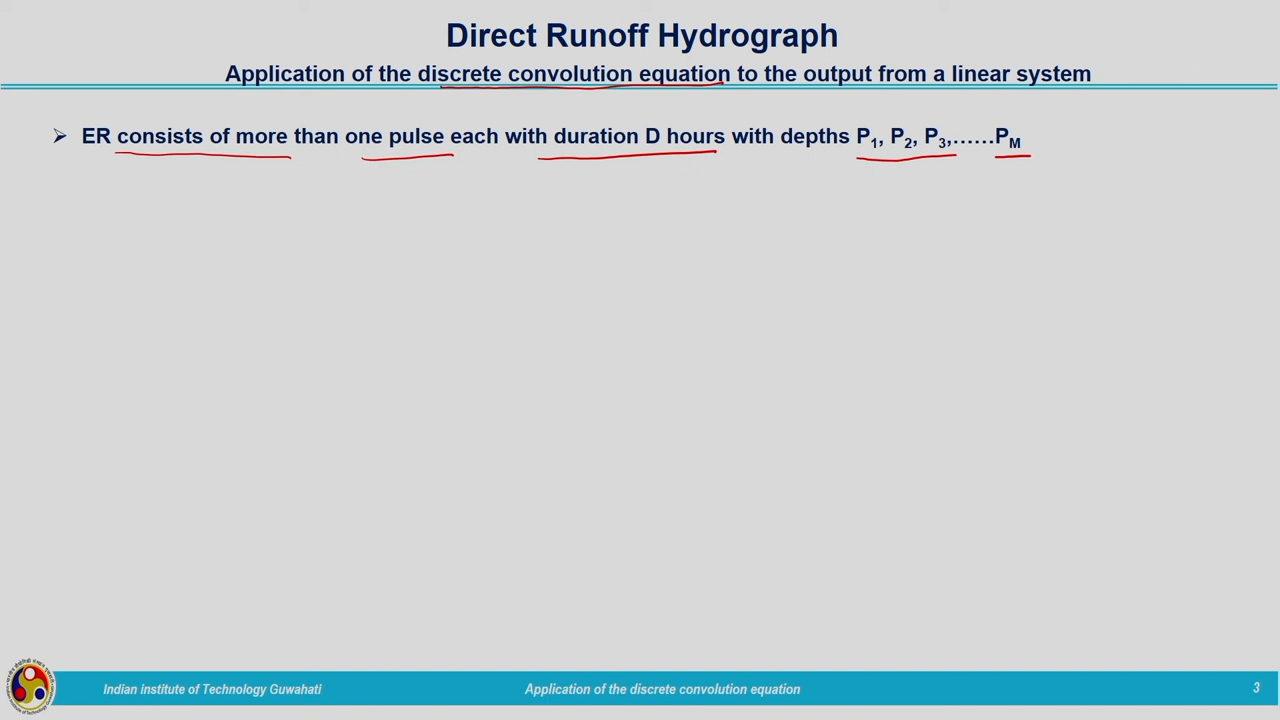 Direct Runoff Hydrograph
Application of the discrete convolution equation to the output from a linear system
➢ ER consists of more than one pulse each with duration D hours with depths P1, P2, P3,……PM
Indian institute of Technology Guwahati
Application of the discrete convolution equation
3